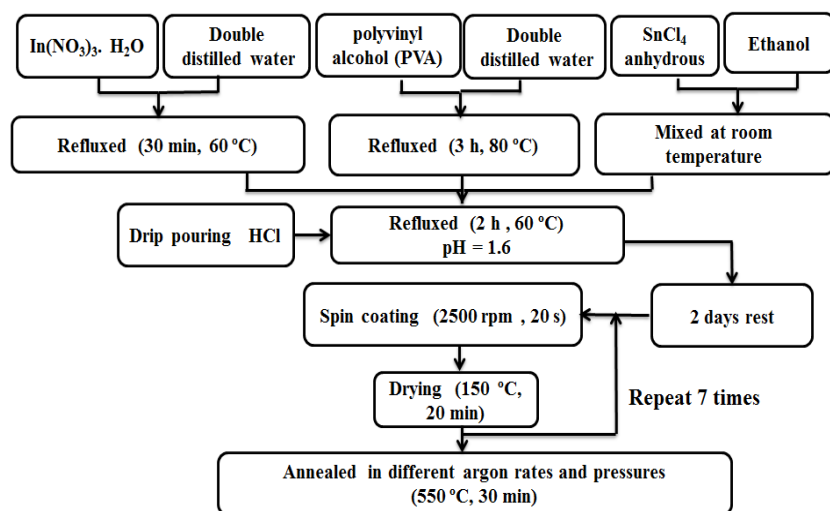 In(NO₃)₃. H₂O
Double
distilled water
polyvinyl
alcohol (PVA)
Double
distilled water
SnCl₄
anhydrous
Ethanol
Refluxed (30 min, 60 ºC)
Refluxed (3 h, 80 ºC)
Mixed at room
temperature
Drip pouring HCl
Refluxed (2 h , 60 ºC)
pH = 1.6
Spin coating (2500 rpm , 20 s)
2 days rest
Drying (150 ºC,
20 min)
Repeat 7 times
Annealed in different argon rates and pressures
(550 ºC, 30 min)